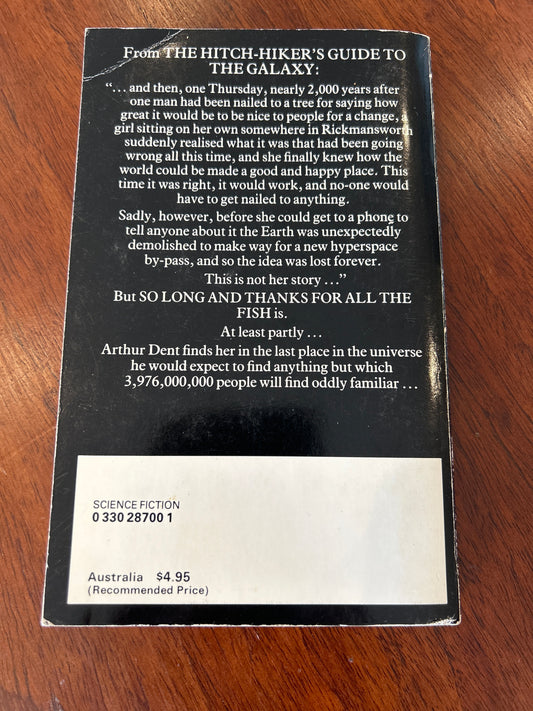 From THE HITCH-HIKER'S GUIDE TO
THE GALAXY:
“… and then, one Thursday, nearly 2,000 years after
one man had been nailed to a tree for saying how
great it would be to be nice to people for a change, a
girl sitting on her own somewhere in Rickmansworth
suddenly realised what it was that had been going
wrong all this time, and she finally knew how the
world could be made a good and happy place. This
time it was right, it would work, and no-one would
have to get nailed to anything.
Sadly, however, before she could get to a phone to
tell anyone about it the Earth was unexpectedly
demolished to make way for a new hyperspace
by-pass, and so the idea was lost forever.
This is not her story …”
But SO LONG AND THANKS FOR ALL THE
FISH is.
At least partly …
Arthur Dent finds her in the last place in the universe
he would expect to find anything but which
3,976,000,000 people will find oddly familiar …
SCIENCE FICTION
0 330 28700 1
Australia $4.95
(Recommended Price)